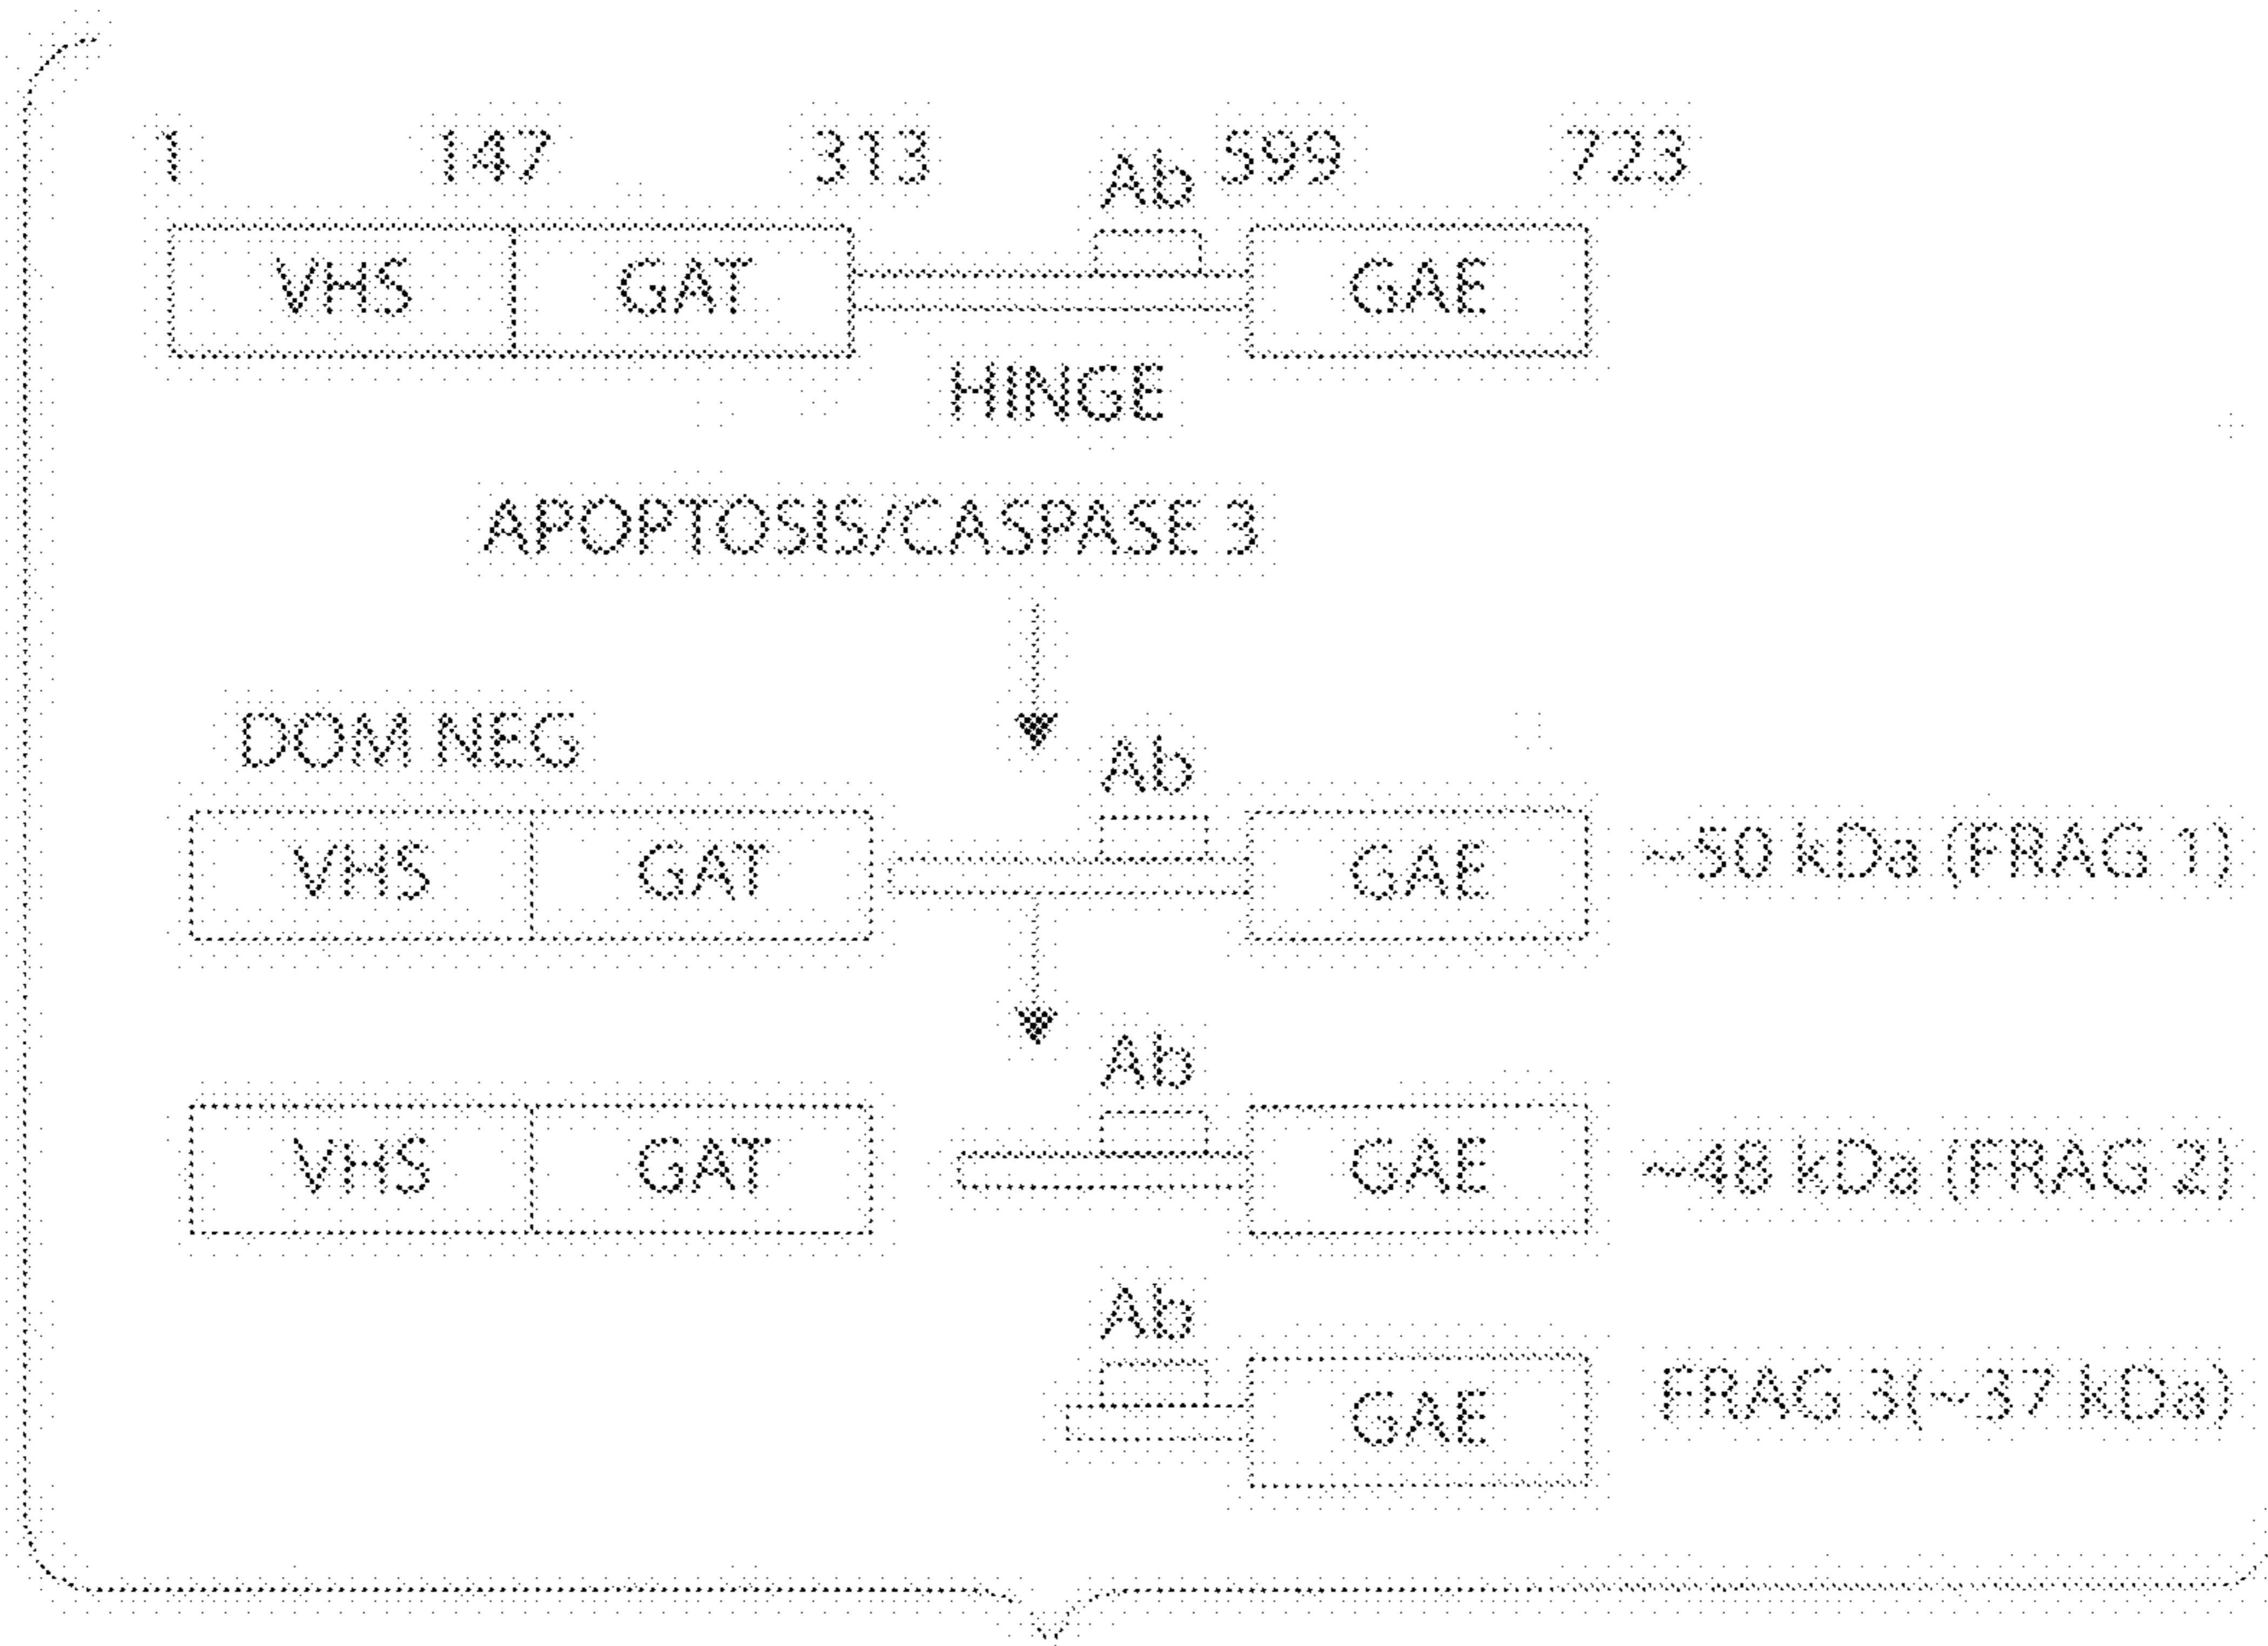 1 147 313 Ab 599 723
VHS GAT GAE
HINGE
APOPTOSIS/CASPASE 3
DOM NEG Ab
VHS GAT GAE ~50 kDa (FRAG 1)
Ab
VHS GAT GAE ~48 kDa (FRAG 2)
Ab
GAE FRAG 3(~37 kDa)